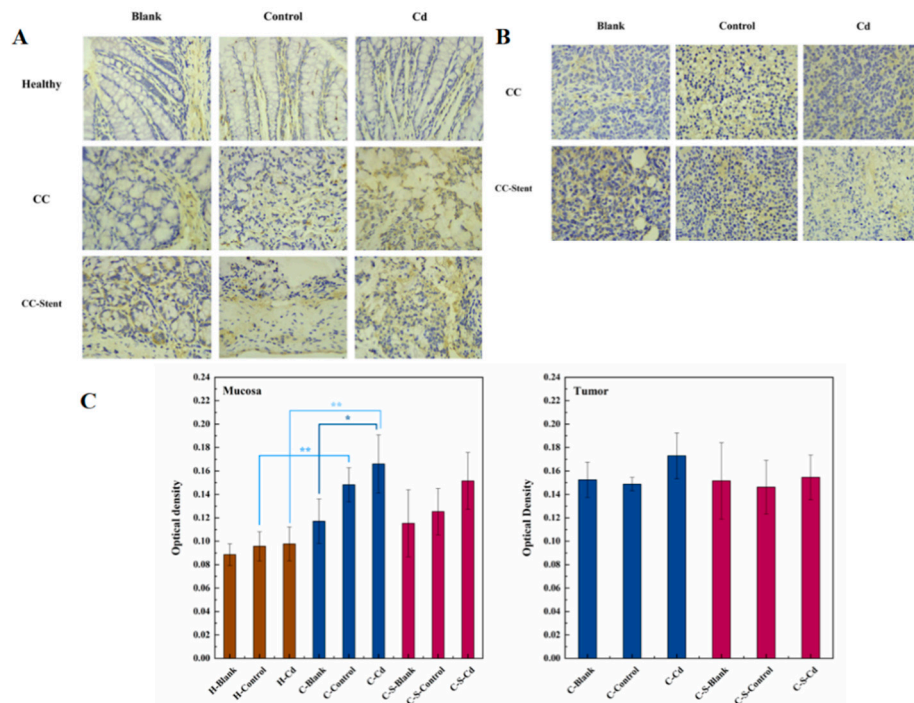 A
Blank Control Cd
Healthy
CC
CC-Stent
B
Blank Control Cd
CC
CC-Stent
C
Mucosa
Optical density
0.24
0.22
0.20
0.18
0.16
0.14
0.12
0.10
0.08
0.06
0.04
0.02
0.00
**
*
**
H-Blank H-Control H-Cd C-Blank C-Control C-Cd C-S-Blank C-S-Control C-S-Cd
Tumor
Optical Density
0.24
0.22
0.20
0.18
0.16
0.14
0.12
0.10
0.08
0.06
0.04
0.02
0.00
C-Blank C-Control C-Cd C-S-Blank C-S-Control C-S-Cd